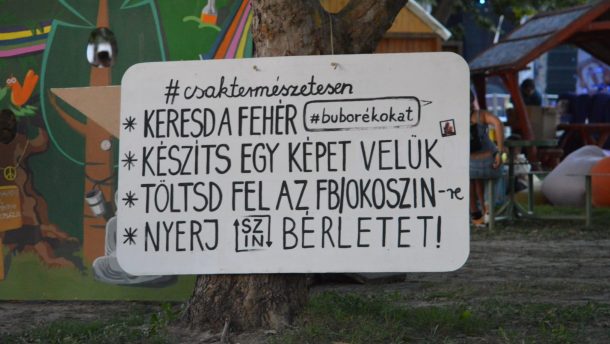 #csaktermészetesen
* KERESD A FEHÉR #buborékokat
* KÉSZÍTS EGY KÉPET VELÜK
* TÖLTSD FEL AZ FB/OKOSZIN-re
* NYERJ SZIN BÉRLETET!